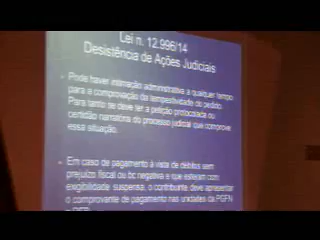 Lei n. 12.996/14
Desistência de Ações Judiciais
Pode haver intimação administrativa a qualquer tempo
para a comprovação da tempestividade do pedido.
Para tanto se deve ter a petição protocolada ou
certidão narratória do processo judicial que comprove
essa situação.
Em caso de pagamento à vista de débitos sem
prejuízo fiscal ou bc negativa e que estejam com
exigibilidade suspensa, o contribuinte deve apresentar
o comprovante de pagamento nas unidades da PGFN